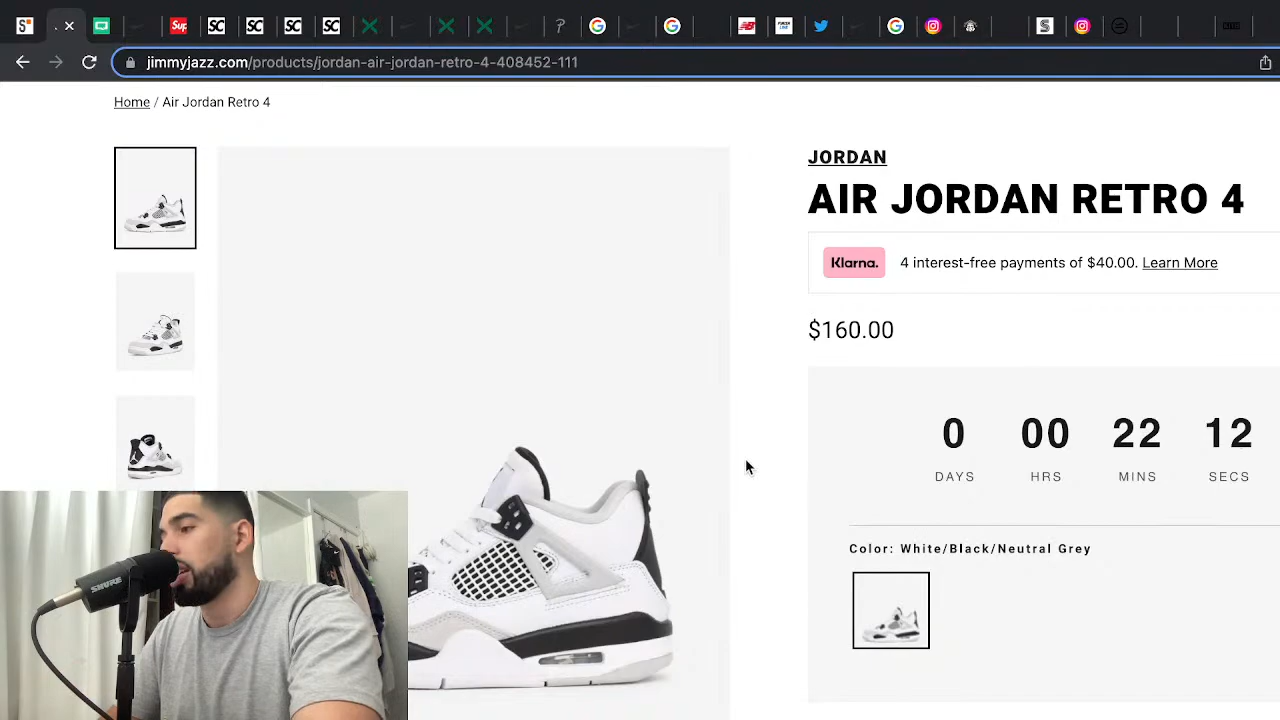 jimmyjazz.com/products/jordan-air-jordan-retro-4-408452-111
Home / Air Jordan Retro 4
JORDAN
AIR JORDAN RETRO 4
Klarna. 4 interest-free payments of $40.00. Learn More
$160.00
0 00 22 12
DAYS HRS MINS SECS
Color: White/Black/Neutral Grey
SHURE